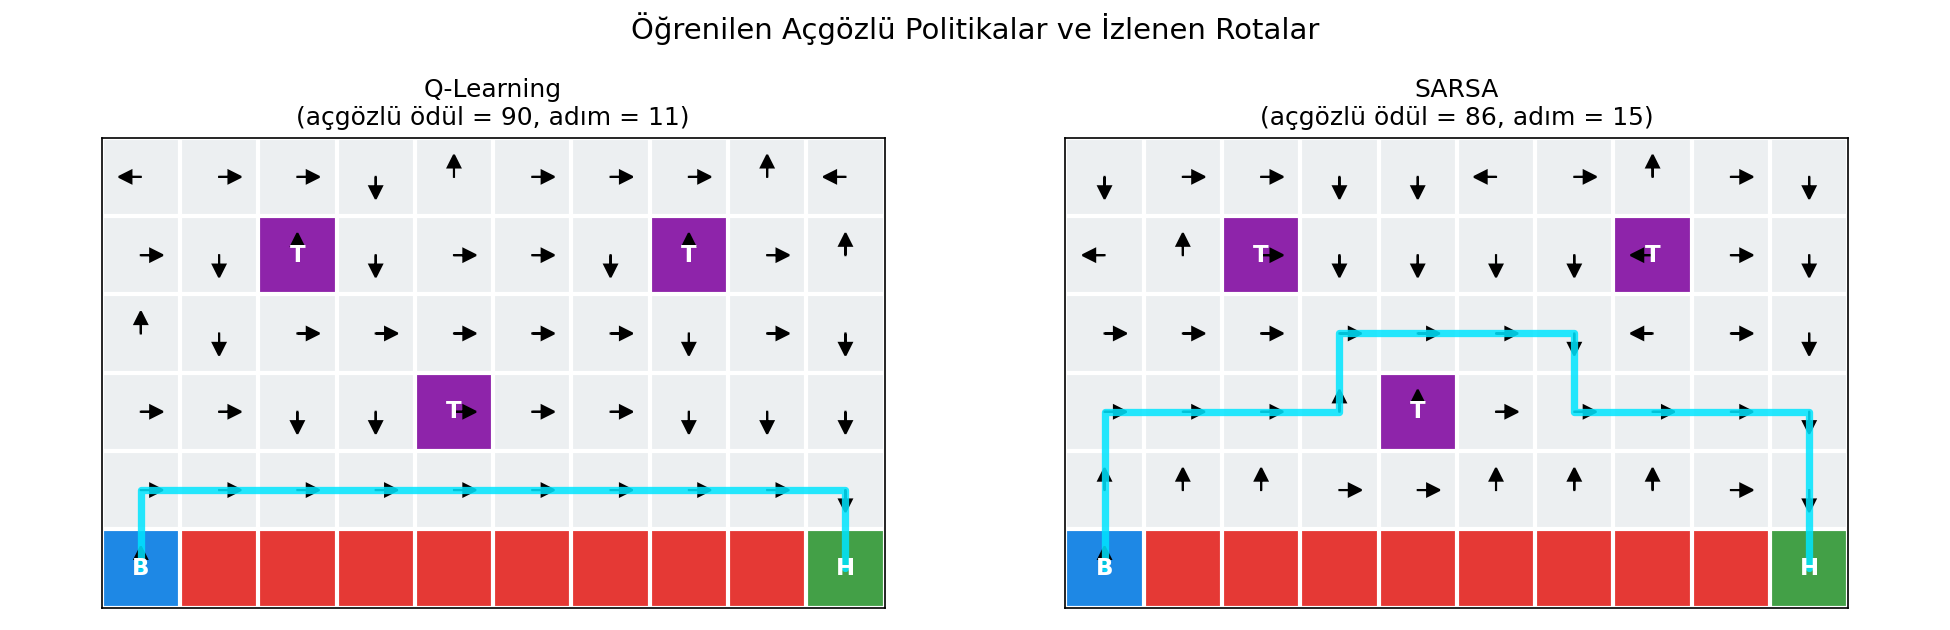 Öğrenilen Açgözlü Politikalar ve İzlenen Rotalar
Q-Learning
(açgözlü ödül = 90, adım = 11)
T
T
T
B
H
SARSA
(açgözlü ödül = 86, adım = 15)
T
T
T
B
H